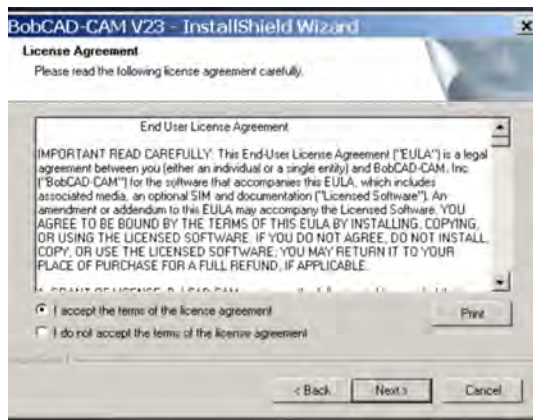 BobCAD-CAM V23 - InstallShield Wizard
License Agreement
Please read the following license agreement carefully.
End User License Agreement
IMPORTANT READ CAREFULLY: This End-User License Agreement ("EULA") is a legal
agreement between you (either an individual or a single entity) and BobCAD-CAM, Inc
("BobCAD-CAM") for the software that accompanies this EULA, which includes
associated media, an optional SIM and documentation ("Licensed Software"). An
amendment or addendum to this EULA may accompany the Licensed Software. YOU
AGREE TO BE BOUND BY THE TERMS OF THIS EULA BY INSTALLING, COPYING,
OR USING THE LICENSED SOFTWARE. IF YOU DO NOT AGREE, DO NOT INSTALL,
COPY, OR USE THE LICENSED SOFTWARE; YOU MAY RETURN IT TO YOUR
PLACE OF PURCHASE FOR A FULL REFUND, IF APPLICABLE.
I accept the terms of the license agreement
Print
I do not accept the terms of the license agreement
< Back
Next >
Cancel